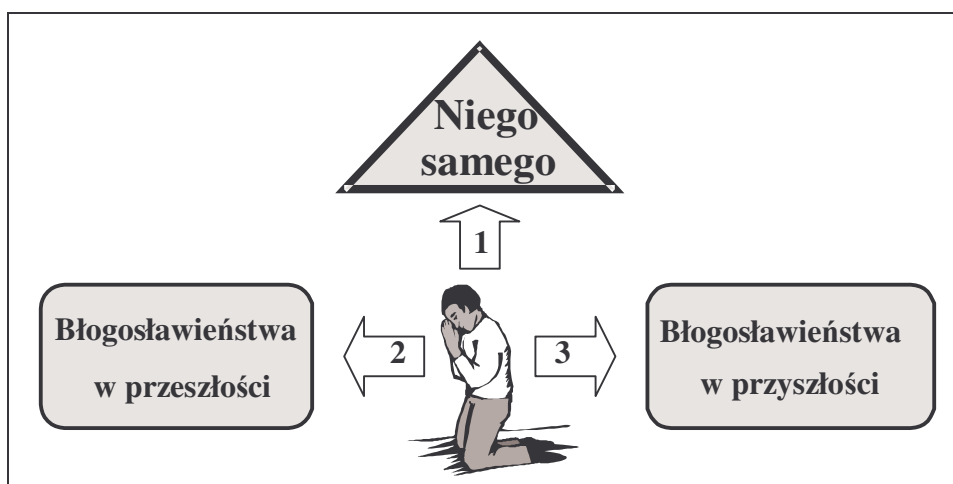 Niego
samego
1
Błogosławieństwa
w przeszłości
2
3
Błogosławieństwa
w przyszłości